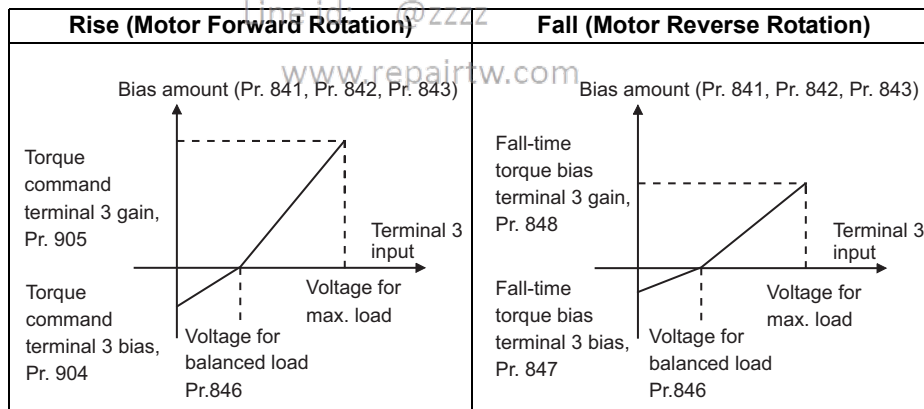 Line id: @zzzz
Rise (Motor Forward Rotation)
Fall (Motor Reverse Rotation)
www.repairtw.com
Bias amount (Pr. 841, Pr. 842, Pr. 843)
Torque
command
terminal 3 gain,
Pr. 905
Terminal 3
input
Torque
command
terminal 3 bias,
Pr. 904
Voltage for
max. load
Voltage for
balanced load
Pr.846
Bias amount (Pr. 841, Pr. 842, Pr. 843)
Fall-time
torque bias
terminal 3 gain,
Pr. 848
Terminal 3
input
Fall-time
torque bias
terminal 3 bias,
Pr. 847
Voltage for
max. load
Voltage for
balanced load
Pr.846